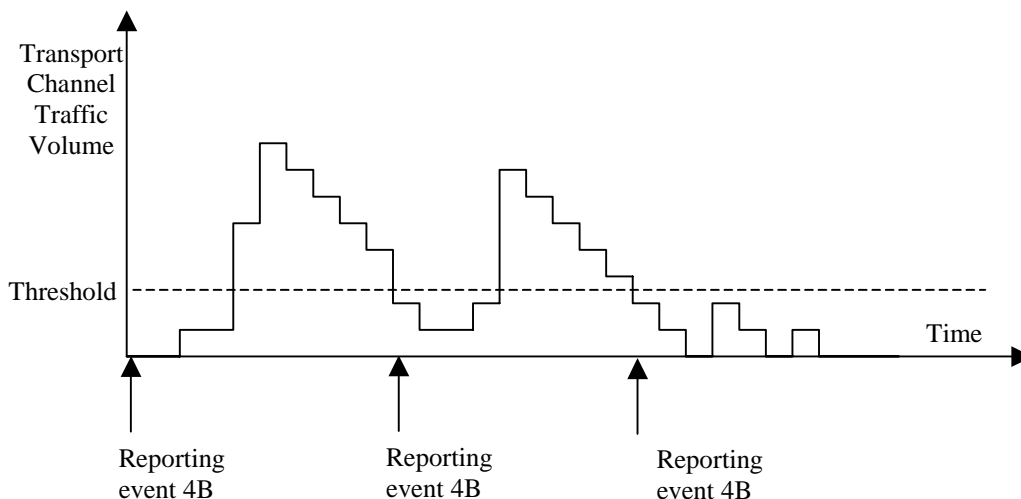 Transport
Channel
Traffic
Volume
Threshold
Time
Reporting
event 4B
Reporting
event 4B
Reporting
event 4B